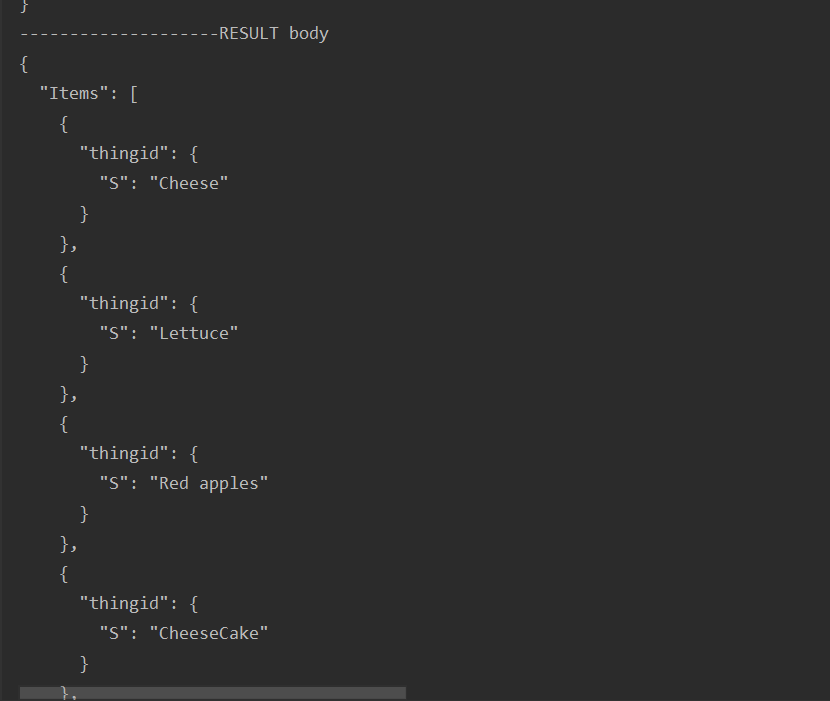 }
--------------------RESULT body
{
  "Items": [
    {
      "thingid": {
        "S": "Cheese"
      }
    },
    {
      "thingid": {
        "S": "Lettuce"
      }
    },
    {
      "thingid": {
        "S": "Red apples"
      }
    },
    {
      "thingid": {
        "S": "CheeseCake"
      }
    },